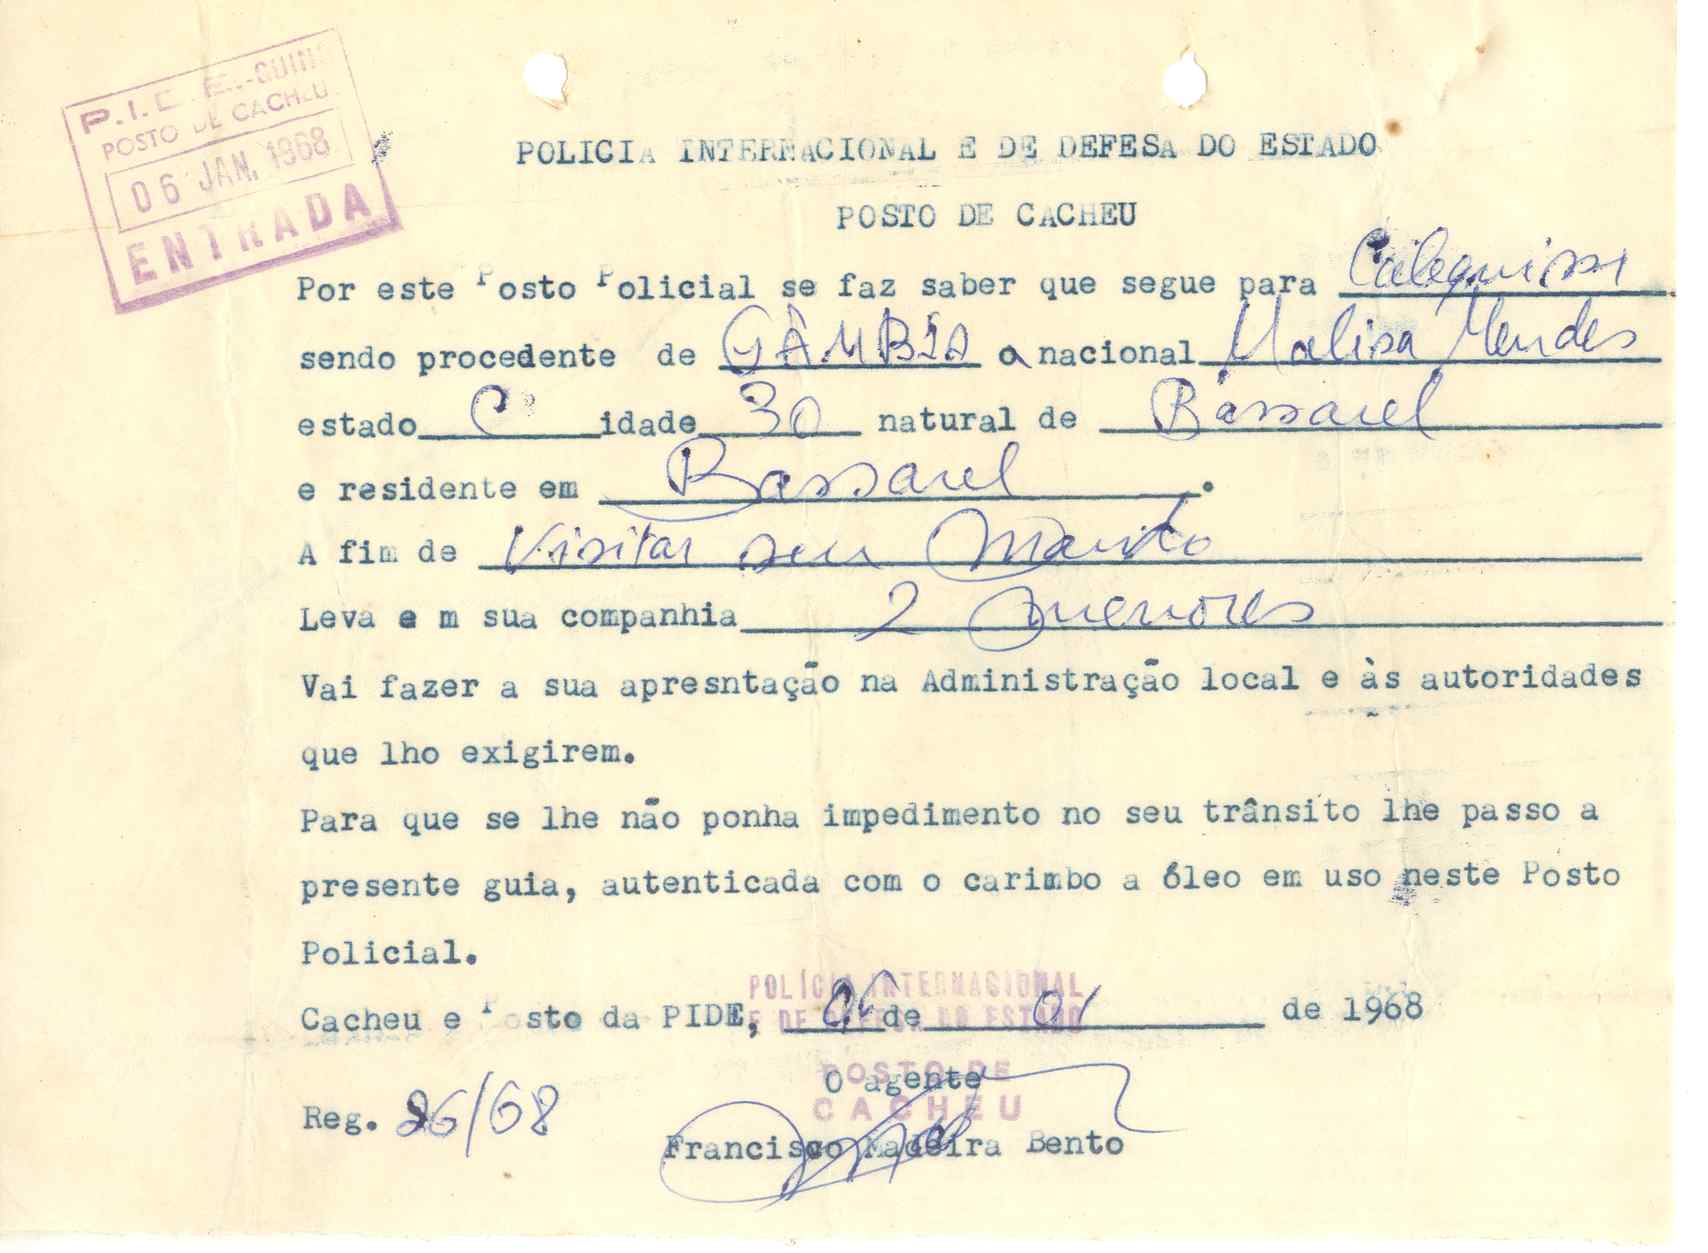 P.I.D.E.-GUINÉ
POSTO DE CACHEU
06 JAN. 1968
ENTRADA
POLICIA INTERNACIONAL E DE DEFESA DO ESTADO
POSTO DE CACHEU
Por este Posto Policial se faz saber que segue para Calequisse
sendo procedente de GÂMBIA a nacional Malisa Mendes
estado C idade 30 natural de Bassarel
e residente em Bassarel.
A fim de Visitar seu Marido
Leva e m sua companhia 2 menores
Vai fazer a sua apresntação na Administração local e às autoridades
que lho exigirem.
Para que se lhe não ponha impedimento no seu trânsito lhe passo a
presente guia, autenticada com o carimbo a óleo em uso neste Posto
Policial.
POLÍCIA INTERNACIONAL
E DE DEFESA DO ESTADO
Cacheu e Posto da PIDE, 06 de 01 de 1968
POSTO DE
CACHEU
O agente
Reg. 26/68
Francisco Madeira Bento